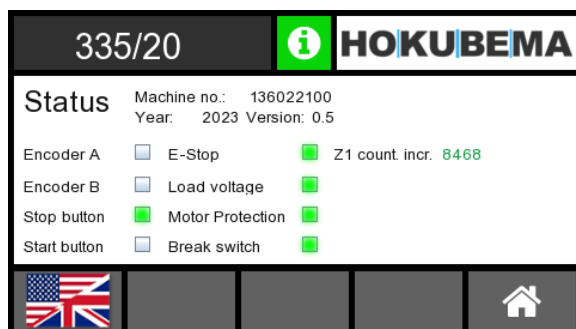 335/20
HOKUBEMA
Status
Machine no.: 136022100
Year: 2023 Version: 0.5
Encoder A E-Stop Z1 count. incr. 8468
Encoder B Load voltage
Stop button Motor Protection
Start button Break switch